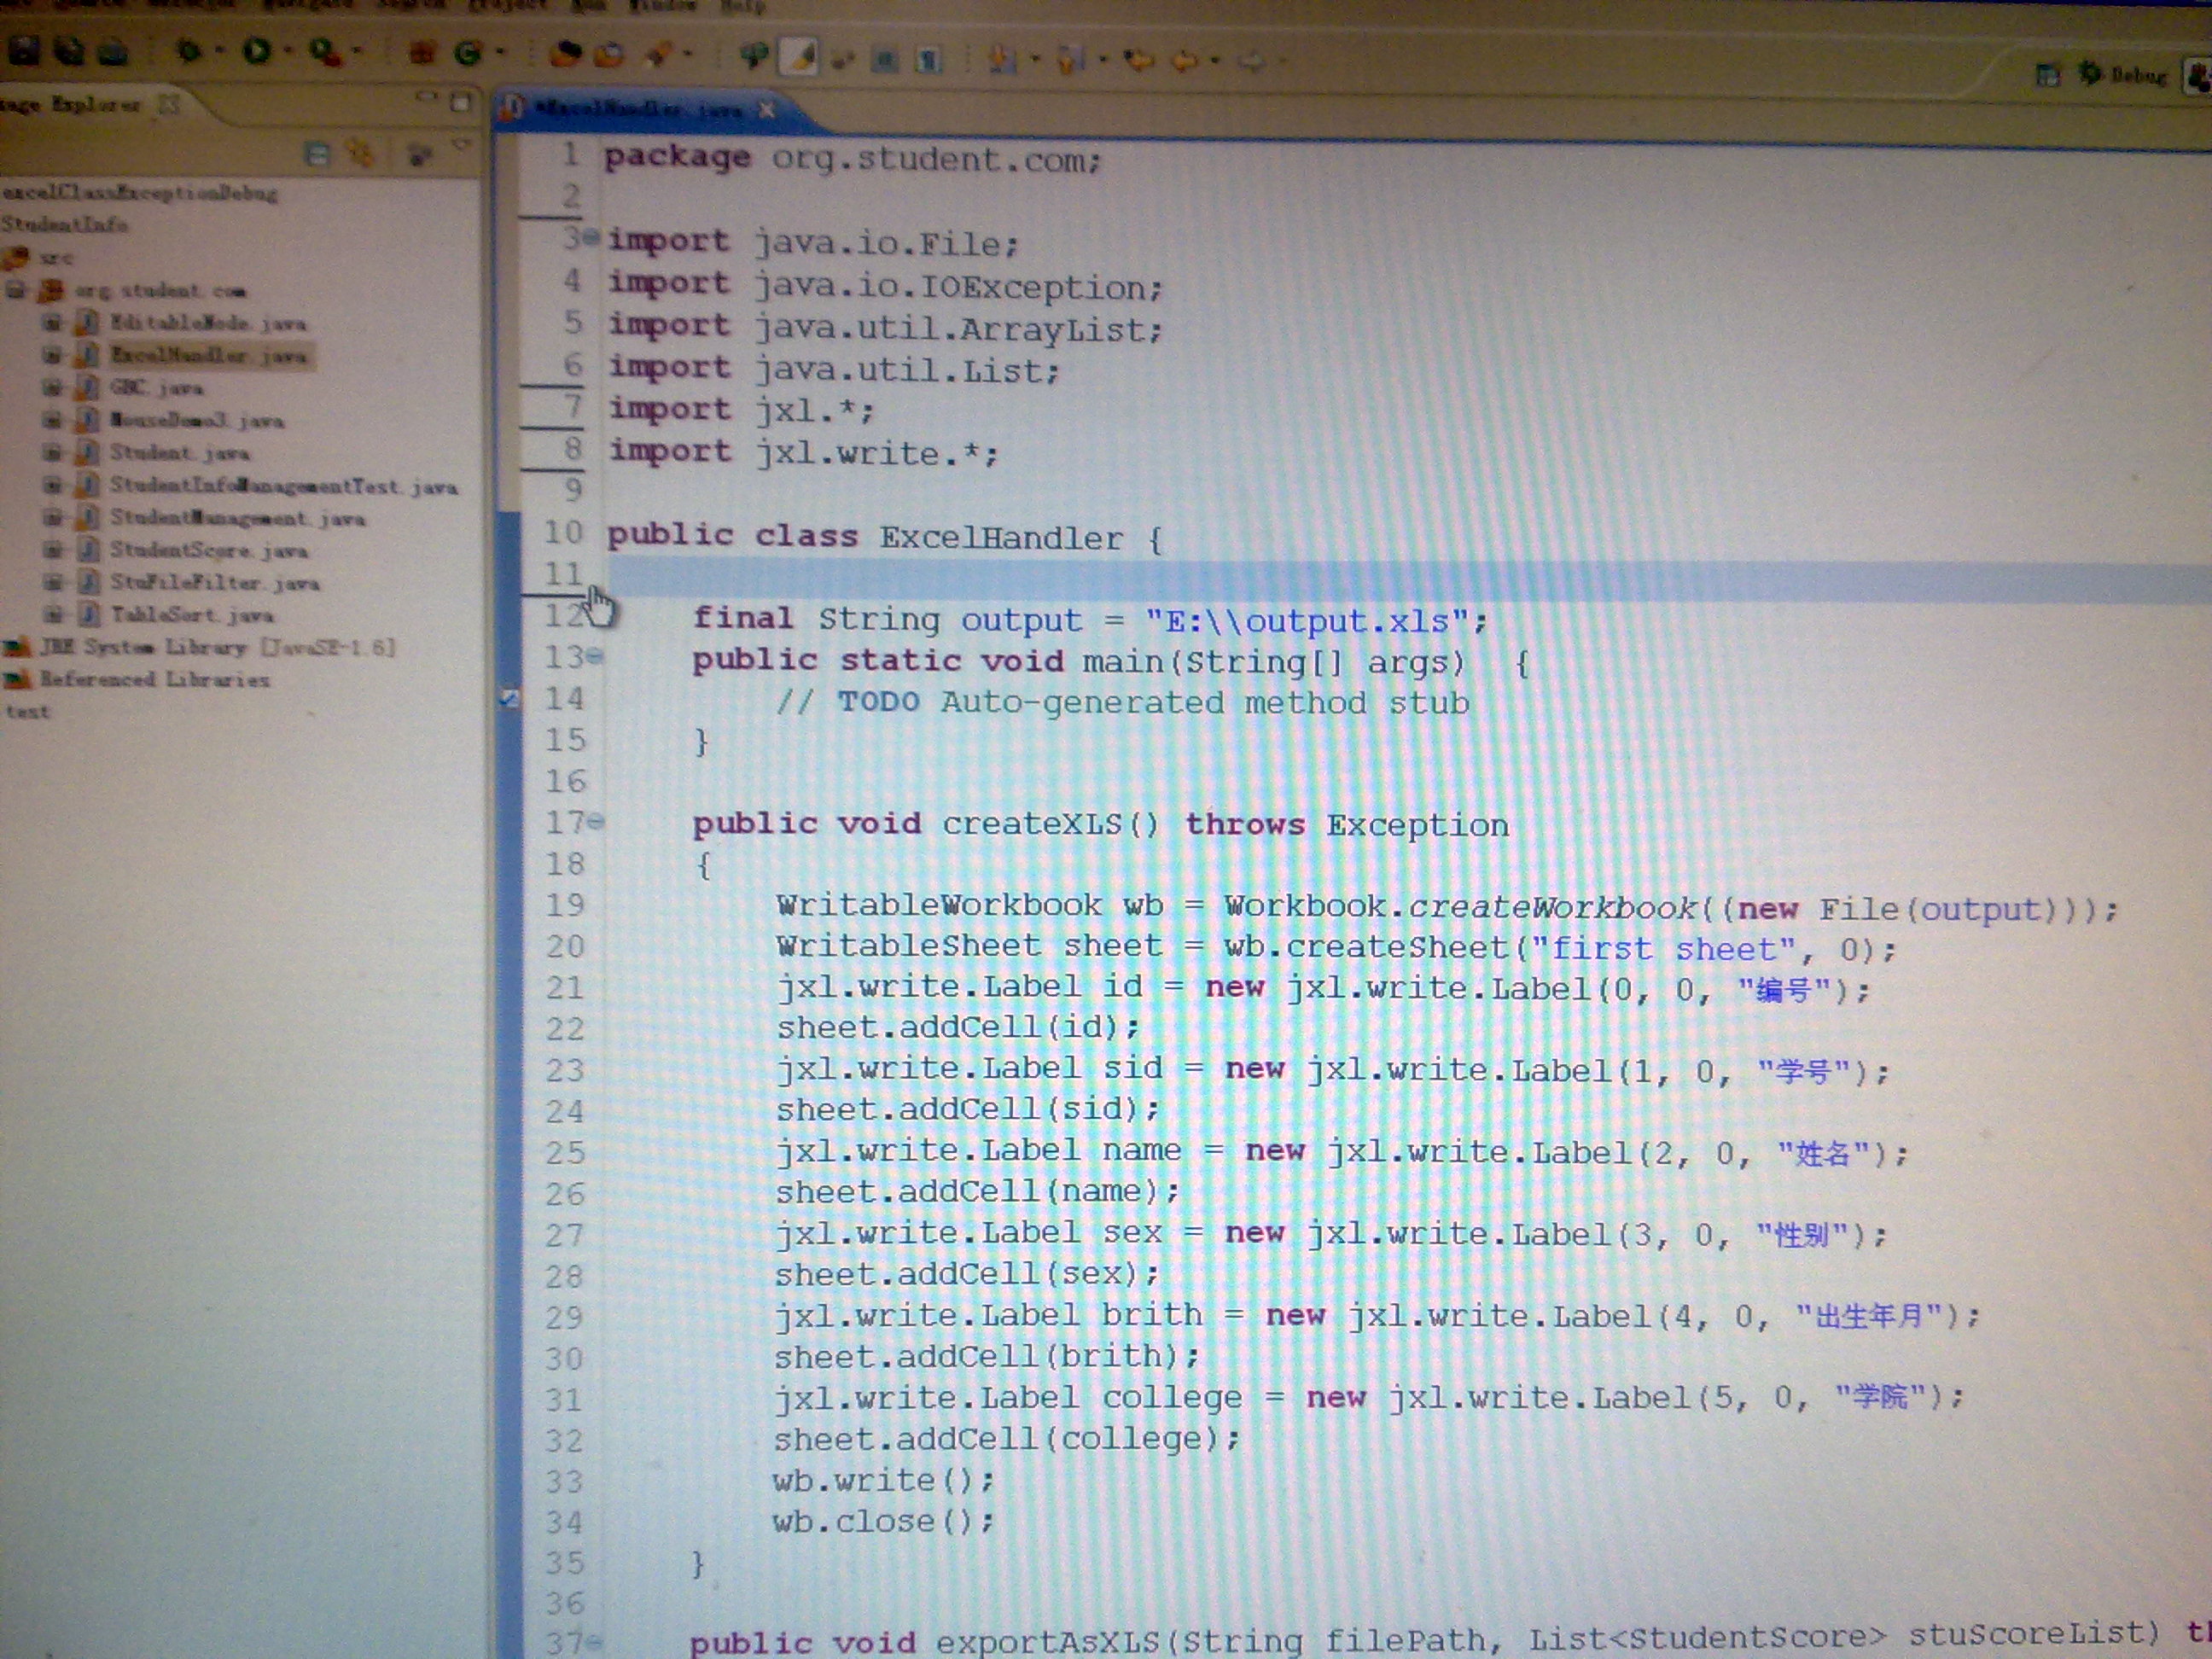 Project Run Window Help
Debug
Package Explorer
*ExcelHandler.java
excelClassExceptionDebug
StudentInfo
src
org.student.com
EditableNode.java
ExcelHandler.java
GBC.java
MouseDemo3.java
Student.java
StudentInfoManagementTest.java
StudentManagement.java
StudentScore.java
StuFileFilter.java
TableSort.java
JRE System Library [JavaSE-1.6]
Referenced Libraries
test
1 package org.student.com;
2
3 import java.io.File;
4 import java.io.IOException;
5 import java.util.ArrayList;
6 import java.util.List;
7 import jxl.*;
8 import jxl.write.*;
9
10 public class ExcelHandler {
11
12 final String output = "E:\\output.xls";
13 public static void main(String[] args) {
14 // TODO Auto-generated method stub
15 }
16
17 public void createXLS() throws Exception
18 {
19 WritableWorkbook wb = Workbook.createWorkbook((new File(output)));
20 WritableSheet sheet = wb.createSheet("first sheet", 0);
21 jxl.write.Label id = new jxl.write.Label(0, 0, "编号");
22 sheet.addCell(id);
23 jxl.write.Label sid = new jxl.write.Label(1, 0, "学号");
24 sheet.addCell(sid);
25 jxl.write.Label name = new jxl.write.Label(2, 0, "姓名");
26 sheet.addCell(name);
27 jxl.write.Label sex = new jxl.write.Label(3, 0, "性别");
28 sheet.addCell(sex);
29 jxl.write.Label brith = new jxl.write.Label(4, 0, "出生年月");
30 sheet.addCell(brith);
31 jxl.write.Label college = new jxl.write.Label(5, 0, "学院");
32 sheet.addCell(college);
33 wb.write();
34 wb.close();
35 }
36
37 public void exportAsXLS(String filePath, List<StudentScore> stuScoreList) th